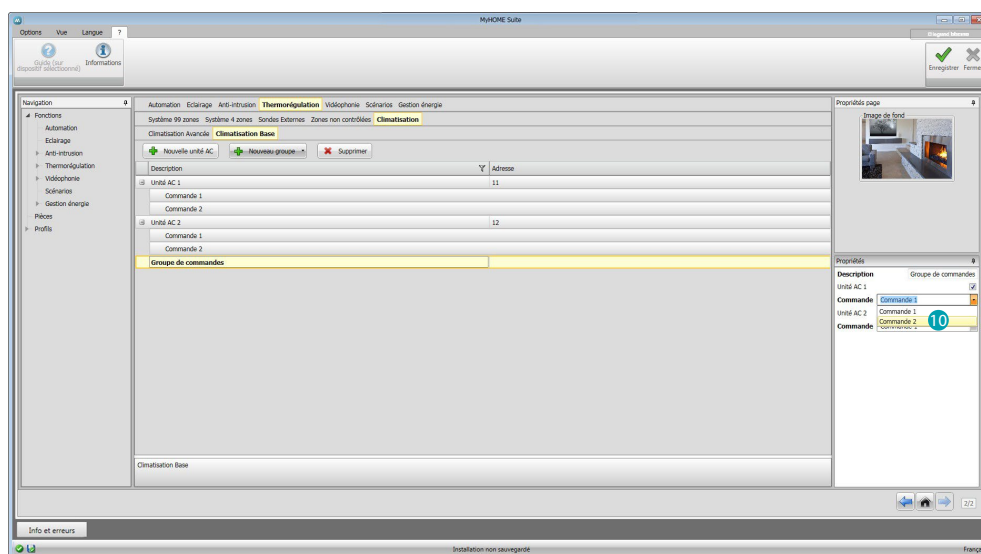 MyHOME Suite
Options Vue Langue ?
Guide (sur dispositif sélectionné)
Informations
Enregistrer Ferme
Navigation
Fonctions
Automation
Eclairage
Anti-intrusion
Thermorégulation
Vidéophonie
Scénarios
Gestion énergie
Pièces
Profils
Automation Eclairage Anti-intrusion Thermorégulation Vidéophonie Scénarios Gestion énergie
Système 99 zones Système 4 zones Sondes Externes Zones non contrôlées Climatisation
Climatisation Avancée Climatisation Base
Nouvelle unité AC Nouveau groupe Supprimer
Description Adresse
Unité AC 1 11
Commande 1
Commande 2
Unité AC 2 12
Commande 1
Commande 2
Groupe de commandes
Climatisation Base
Propriétés page
Image de fond
Propriétés
Description Groupe de commandes
Unité AC 1
Commande Commande 1
Unité AC 2 Commande 1
Commande 2 10
Commande Commande 1
2/2
Info et erreurs
Installation non sauvegardé
França